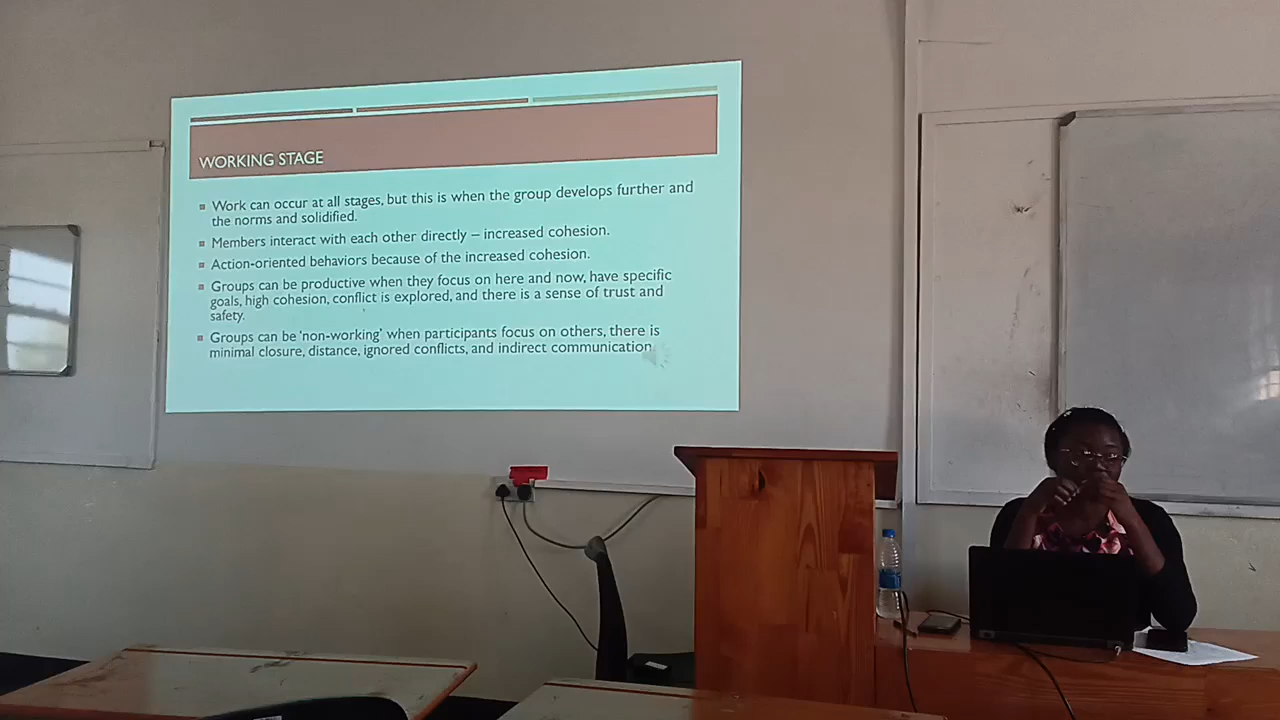 WORKING STAGE
Work can occur at all stages, but this is when the group develops further and
the norms and solidified.
Members interact with each other directly – increased cohesion.
Action-oriented behaviors because of the increased cohesion.
Groups can be productive when they focus on here and now, have specific
goals, high cohesion, conflict is explored, and there is a sense of trust and
safety.
Groups can be 'non-working' when participants focus on others, there is
minimal closure, distance, ignored conflicts, and indirect communication